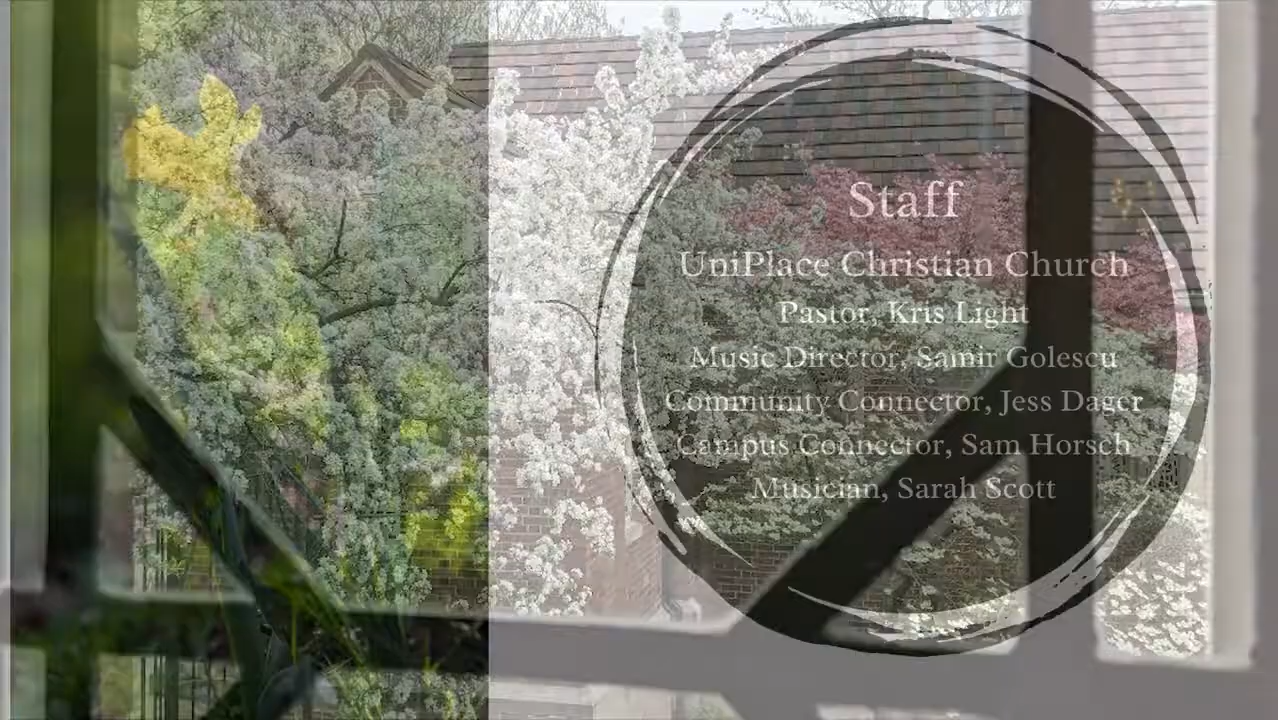 Staff
UniPlace Christian Church
Pastor, Kris Light
Music Director, Samir Golescu
Community Connector, Jess Dager
Campus Connector, Sam Horsch
Musician, Sarah Scott